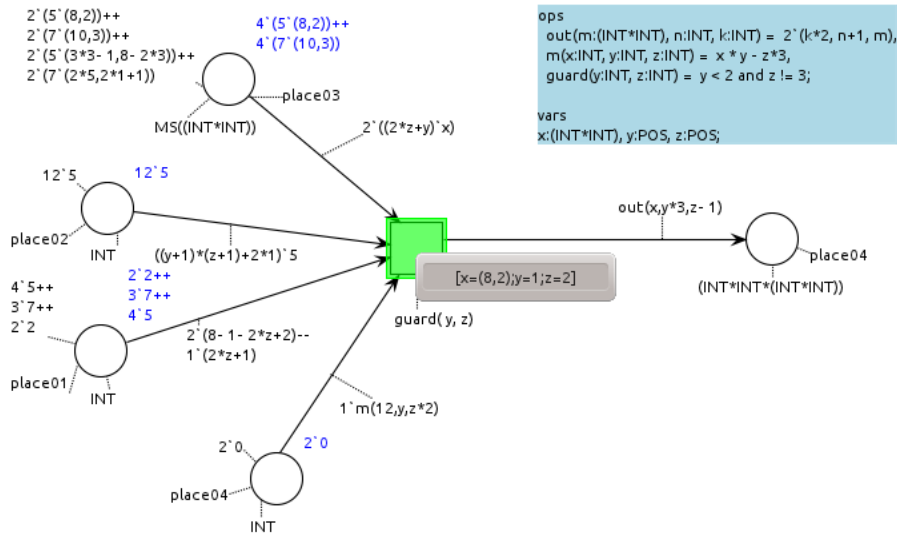 2`(5`(8,2))++
2`(7`(10,3))++
2`(5`(3*3- 1,8- 2*3))++
2`(7`(2*5,2*1+1))
4`(5`(8,2))++
4`(7`(10,3))
place03
MS((INT*INT))
2`((2*z+y)`x)
ops
out(m:(INT*INT), n:INT, k:INT) = 2`(k*2, n+1, m),
m(x:INT, y:INT, z:INT) = x * y - z*3,
guard(y:INT, z:INT) = y < 2 and z != 3;
vars
x:(INT*INT), y:POS, z:POS;
12`5
12`5
place02
INT
((y+1)*(z+1)+2*1)`5
out(x,y*3,z- 1)
place04
(INT*INT*(INT*INT))
[x=(8,2);y=1;z=2]
guard( y, z)
4`5++
3`7++
2`2
2`2++
3`7++
4`5
place01
INT
2`(8- 1- 2*z+2)--
1`(2*z+1)
1`m(12,y,z*2)
2`0
2`0
place04
INT